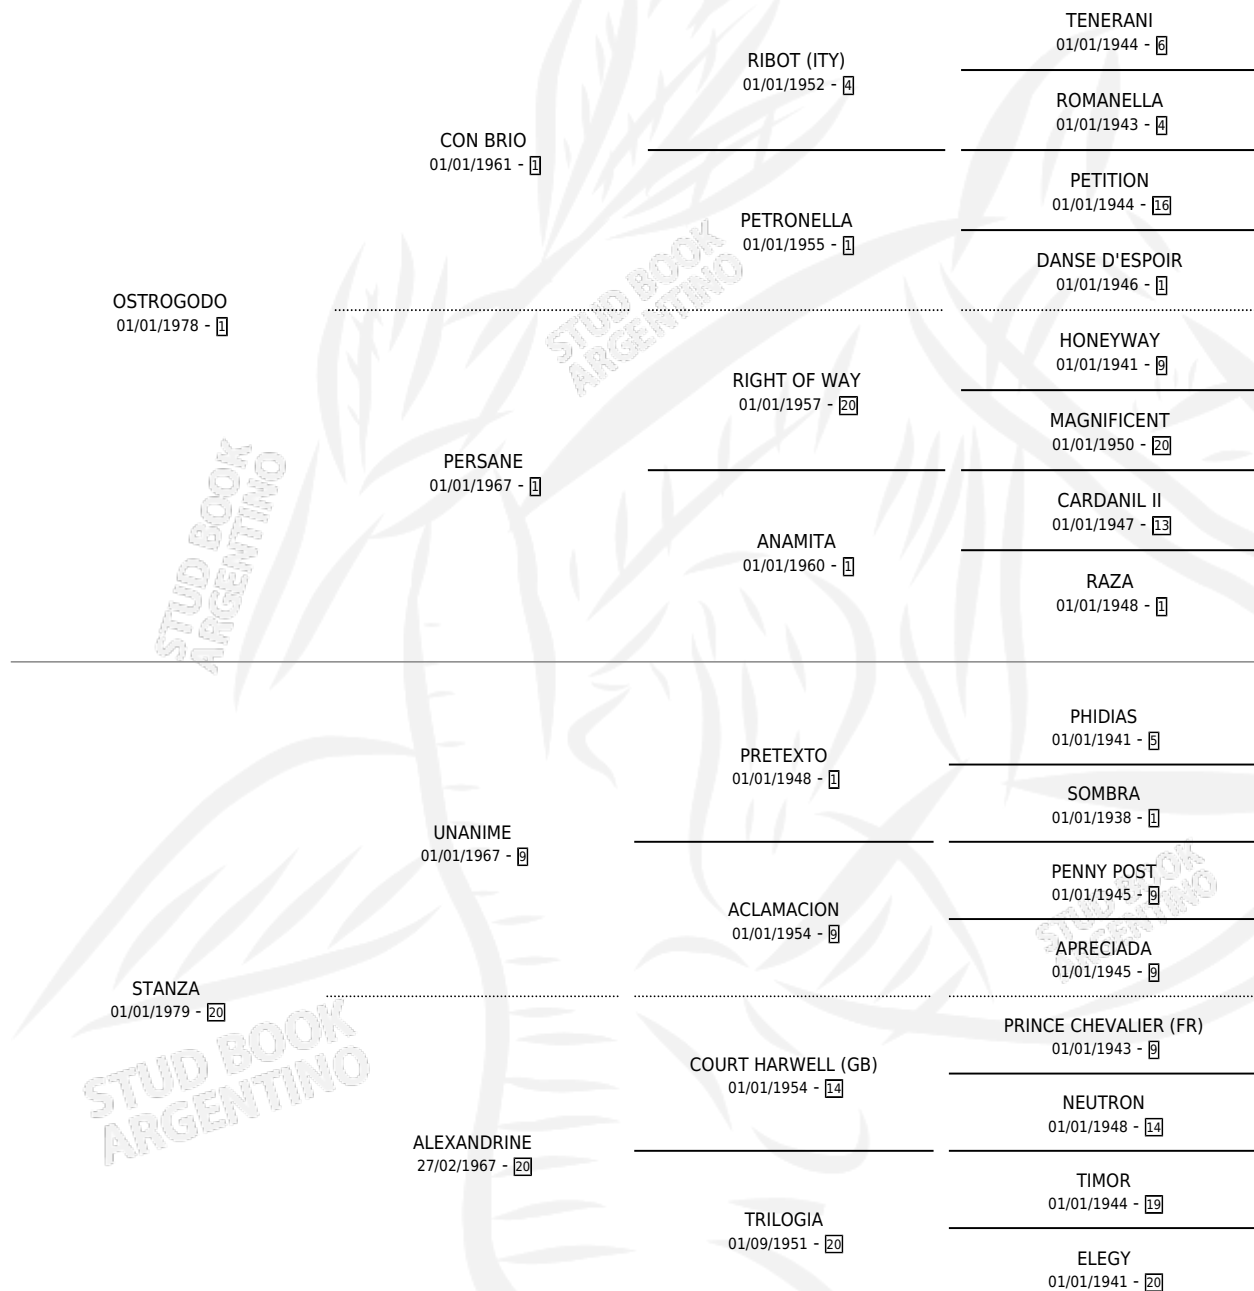 TENERANI
01/01/1944 - 6
RIBOT (ITY)
01/01/1952 - 4
ROMANELLA
01/01/1943 - 4
CON BRIO
01/01/1961 - 1
PETITION
01/01/1944 - 16
PETRONELLA
01/01/1955 - 1
DANSE D'ESPOIR
01/01/1946 - 1
OSTROGODO
01/01/1978 - 1
HONEYWAY
01/01/1941 - 9
RIGHT OF WAY
01/01/1957 - 20
MAGNIFICENT
01/01/1950 - 20
PERSANE
01/01/1967 - 1
CARDANIL II
01/01/1947 - 13
ANAMITA
01/01/1960 - 1
RAZA
01/01/1948 - 1
PHIDIAS
01/01/1941 - 5
PRETEXTO
01/01/1948 - 1
SOMBRA
01/01/1938 - 1
UNANIME
01/01/1967 - 9
PENNY POST
01/01/1945 - 9
ACLAMACION
01/01/1954 - 9
APRECIADA
01/01/1945 - 9
STANZA
01/01/1979 - 20
PRINCE CHEVALIER (FR)
01/01/1943 - 9
COURT HARWELL (GB)
01/01/1954 - 14
NEUTRON
01/01/1948 - 14
ALEXANDRINE
27/02/1967 - 20
TIMOR
01/01/1944 - 19
TRILOGIA
01/09/1951 - 20
ELEGY
01/01/1941 - 20
STUD BOOK
ARGENTINO
STUD BOOK
ARGENTINO
STUD BOOK
ARGENTINO
STUD BOOK
ARGENTINO